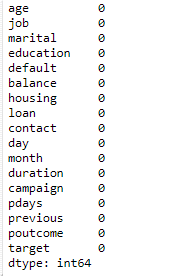 age 0
job 0
marital 0
education 0
default 0
balance 0
housing 0
loan 0
contact 0
day 0
month 0
duration 0
campaign 0
pdays 0
previous 0
poutcome 0
target 0
dtype: int64